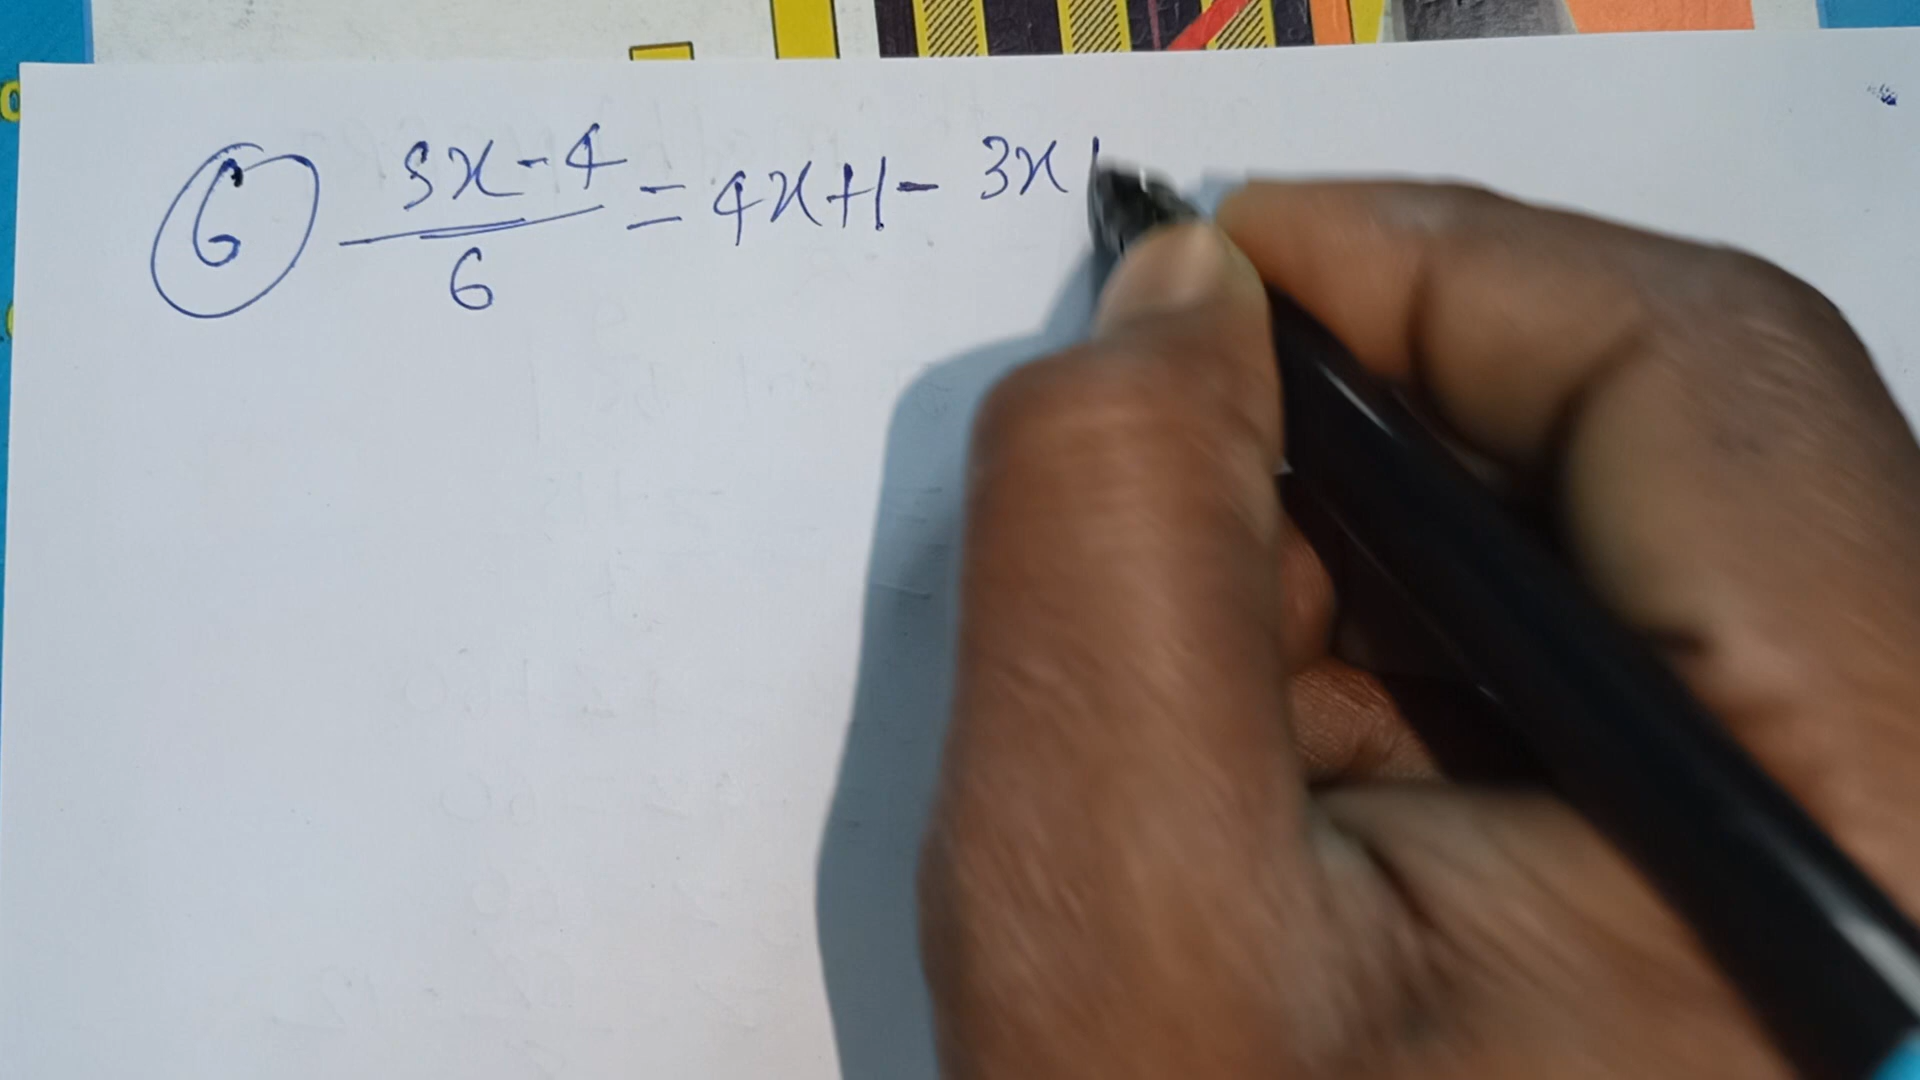 6 5x-4/6 = 4x+1- 3x